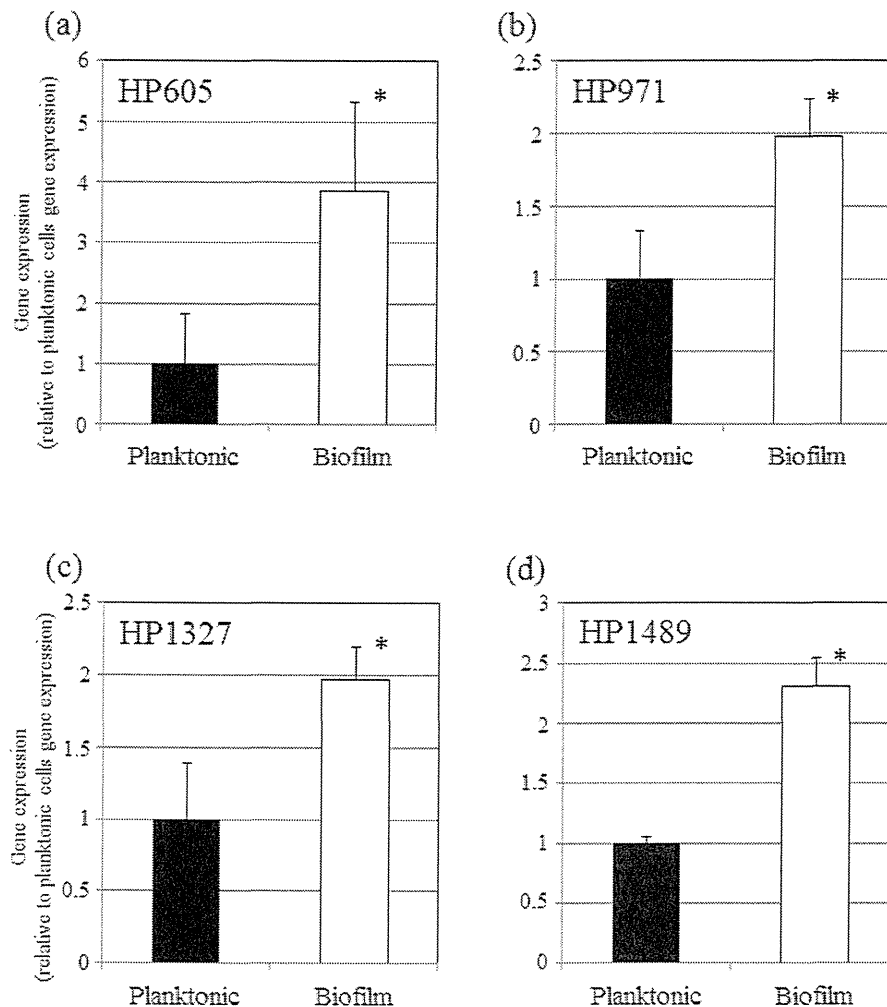 (a)
HP605
Gene expression
(relative to planktonic cells gene expression)
6
5
4
3
2
1
0
*
Planktonic
Biofilm
(b)
HP971
2.5
2
1.5
1
0.5
0
*
Planktonic
Biofilm
(c)
HP1327
Gene expression
(relative to planktonic cells gene expression)
2.5
2
1.5
1
0.5
0
*
Planktonic
Biofilm
(d)
HP1489
3
2.5
2
1.5
1
0.5
0
*
Planktonic
Biofilm